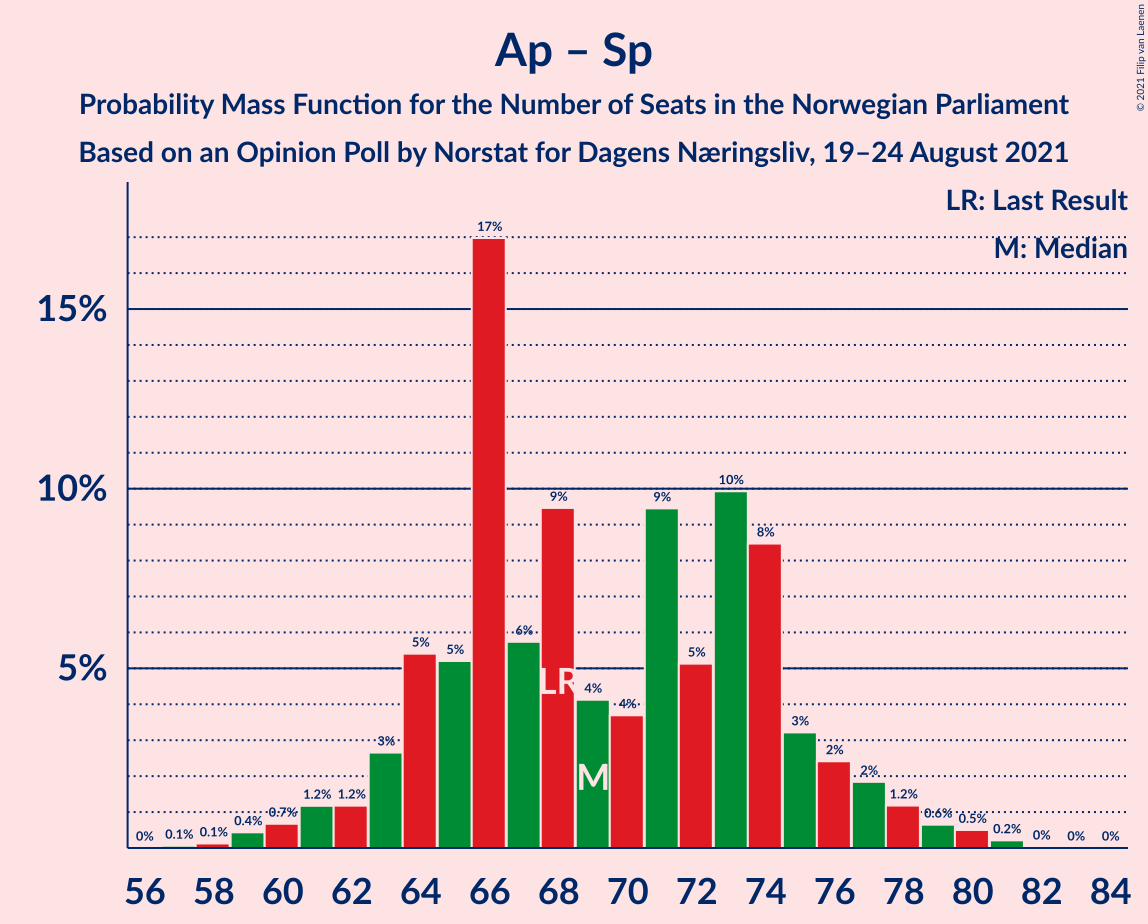 Ap – Sp
Probability Mass Function for the Number of Seats in the Norwegian Parliament
Based on an Opinion Poll by Norstat for Dagens Næringsliv, 19–24 August 2021
© 2021 Filip van Laenen
LR: Last Result
M: Median
15%
10%
5%
0% 0.1% 0.1% 0.4% 0.7% 1.2% 1.2% 3% 5% 5% 17% 6% 9% 4% 4% 9% 5% 10% 8% 3% 2% 2% 1.2% 0.6% 0.5% 0.2% 0% 0% 0%
LR
M
56 58 60 62 64 66 68 70 72 74 76 78 80 82 84